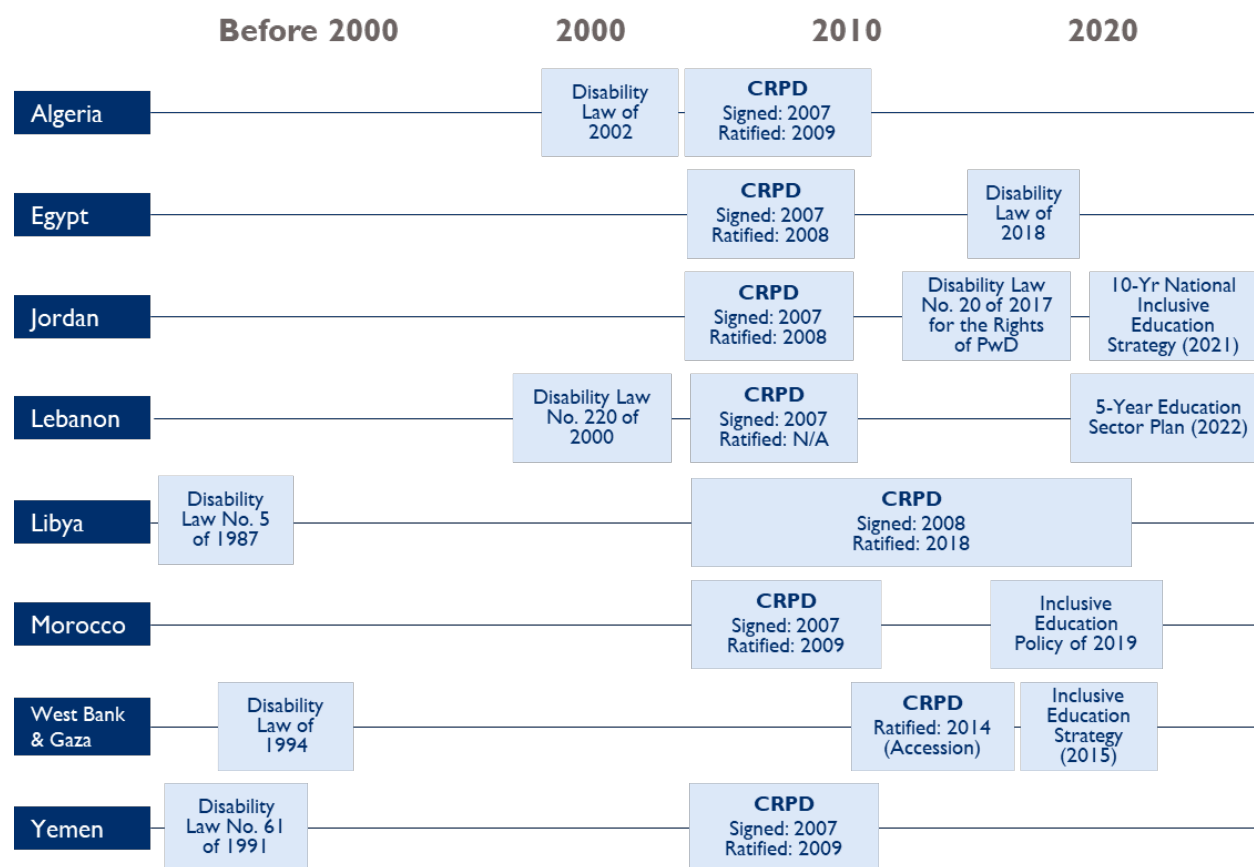 Before 2000 2000 2010 2020
Algeria
Disability
Law of
2002
CRPD
Signed: 2007
Ratified: 2009
Egypt
CRPD
Signed: 2007
Ratified: 2008
Disability
Law of
2018
Jordan
CRPD
Signed: 2007
Ratified: 2008
Disability Law
No. 20 of 2017
for the Rights
of PwD
10-Yr National
Inclusive
Education
Strategy (2021)
Lebanon
Disability Law
No. 220 of
2000
CRPD
Signed: 2007
Ratified: N/A
5-Year Education
Sector Plan (2022)
Libya
Disability
Law No. 5
of 1987
CRPD
Signed: 2008
Ratified: 2018
Morocco
CRPD
Signed: 2007
Ratified: 2009
Inclusive
Education
Policy of 2019
West Bank
& Gaza
Disability
Law of
1994
CRPD
Ratified: 2014
(Accession)
Inclusive
Education
Strategy
(2015)
Yemen
Disability
Law No. 61
of 1991
CRPD
Signed: 2007
Ratified: 2009